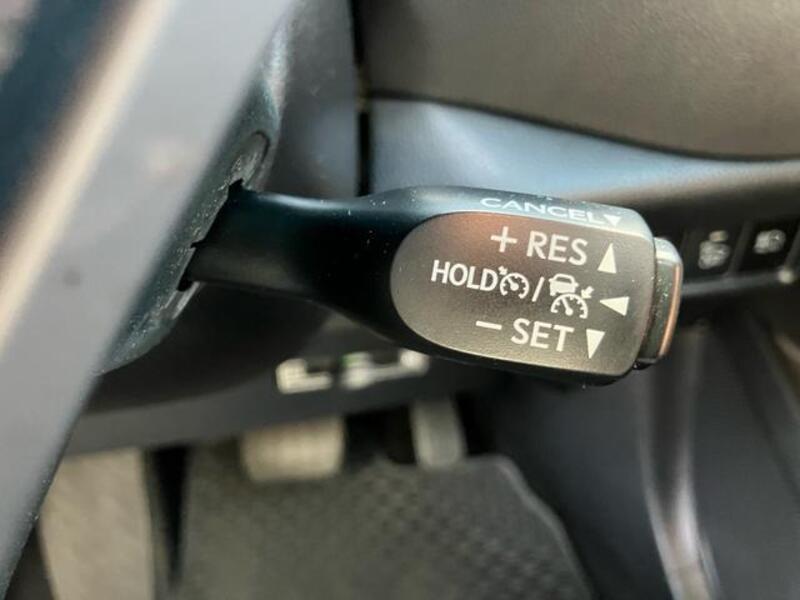 CANCEL
+ RES
HOLD /
− SET